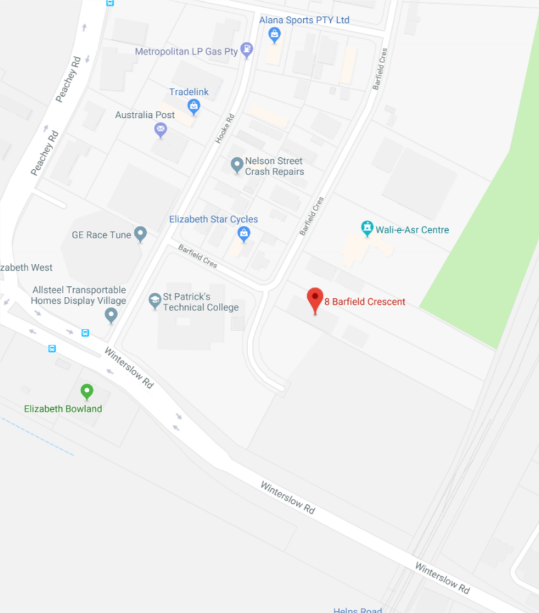 Alana Sports PTY Ltd
Metropolitan LP Gas Pty
Peachey Rd
Barfield Cres
Tradelink
Australia Post
Hooke Rd
Peachey Rd
Nelson Street
Crash Repairs
Elizabeth Star Cycles
Barfield Cres
Wali-e-Asr Centre
GE Race Tune
Barfield Cres
zabeth West
Allsteel Transportable
Homes Display Village
St Patrick's
Technical College
8 Barfield Crescent
Winterslow Rd
Elizabeth Bowland
Winterslow Rd
Winterslow Rd
Helps Road